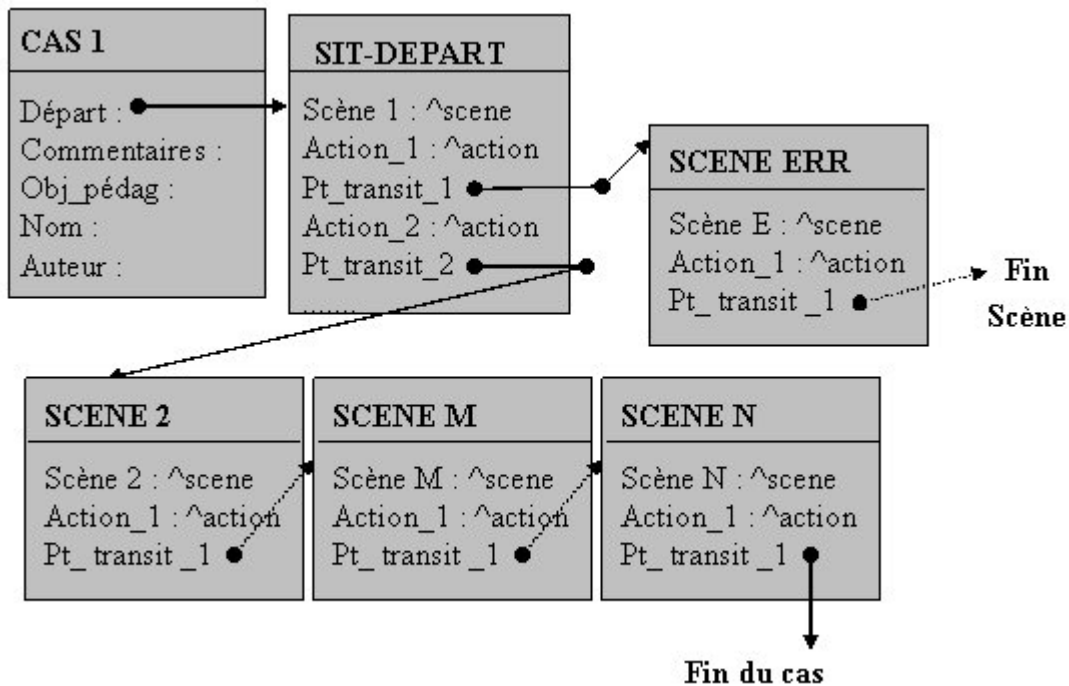 CAS 1
Départ :
Commentaires :
Obj_pédag :
Nom :
Auteur :
SIT-DEPART
Scène 1 : ^scene
Action_1 : ^action
Pt_transit_1
Action_2 : ^action
Pt_transit_2
.......
SCENE ERR
Scène E : ^scene
Action_1 : ^action
Pt_ transit _1
Fin
Scène
SCENE 2
Scène 2 : ^scene
Action_1 : ^action
Pt_ transit _1
SCENE M
Scène M : ^scene
Action_1 : ^action
Pt_ transit _1
SCENE N
Scène N : ^scene
Action_1 : ^action
Pt_ transit _1
Fin du cas